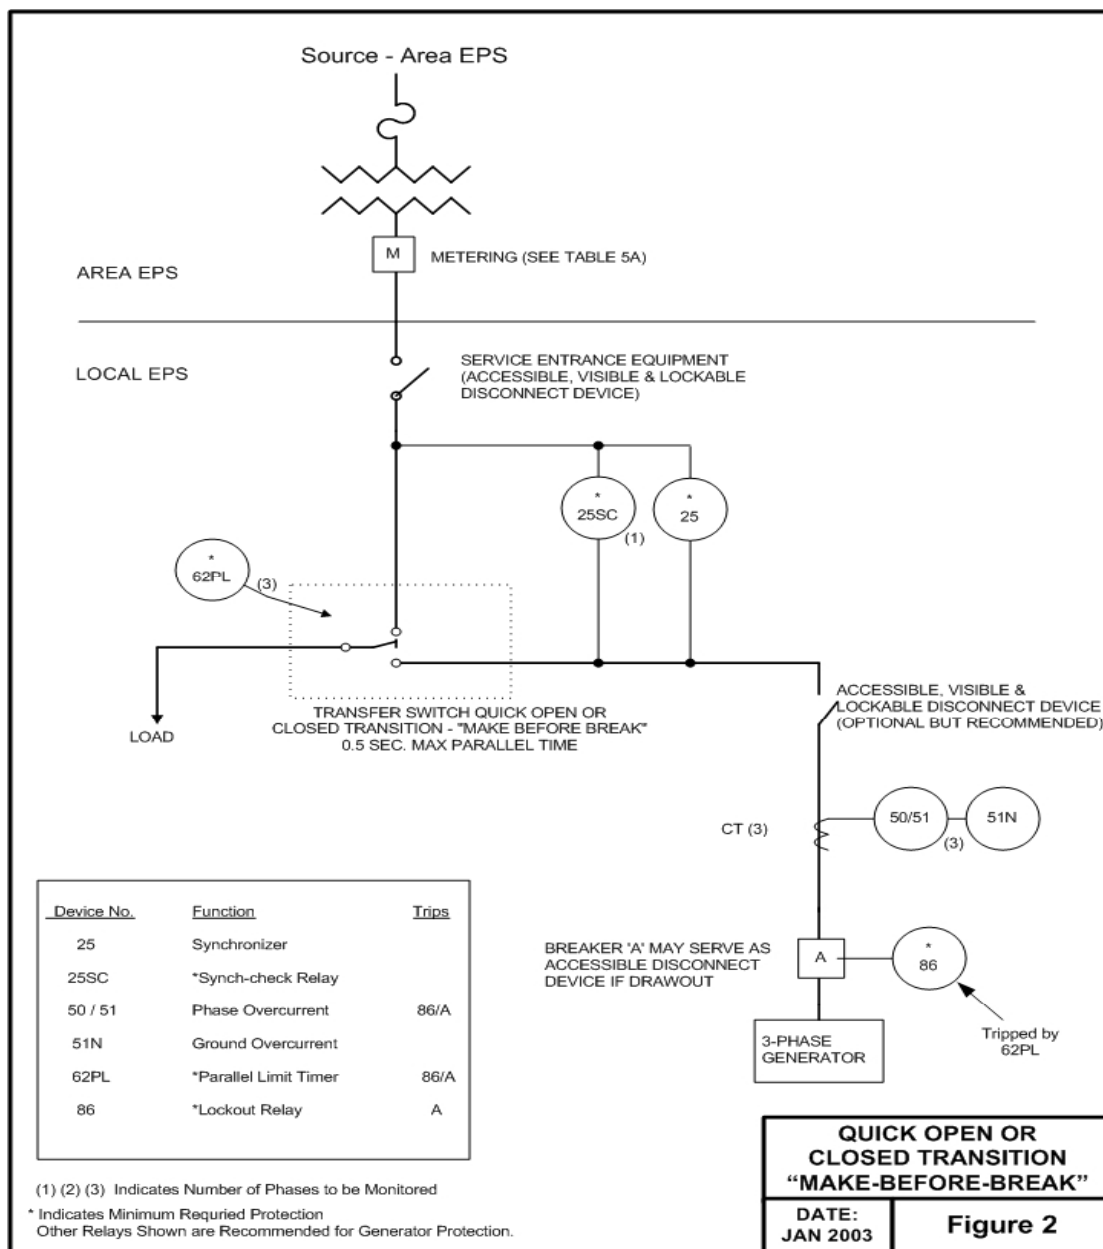 Source - Area EPS
M
METERING (SEE TABLE 5A)
AREA EPS
LOCAL EPS
SERVICE ENTRANCE EQUIPMENT
(ACCESSIBLE, VISIBLE & LOCKABLE
DISCONNECT DEVICE)
*
25SC
(1)
*
25
*
62PL
(3)
LOAD
TRANSFER SWITCH QUICK OPEN OR
CLOSED TRANSITION - "MAKE BEFORE BREAK"
0.5 SEC. MAX PARALLEL TIME
ACCESSIBLE, VISIBLE &
LOCKABLE DISCONNECT DEVICE
(OPTIONAL BUT RECOMMENDED)
CT (3)
50/51
(3)
51N
BREAKER 'A' MAY SERVE AS
ACCESSIBLE DISCONNECT
DEVICE IF DRAWOUT
A
*
86
Tripped by
62PL
3-PHASE
GENERATOR
Device No. Function Trips
25 Synchronizer
25SC *Synch-check Relay
50 / 51 Phase Overcurrent 86/A
51N Ground Overcurrent
62PL *Parallel Limit Timer 86/A
86 *Lockout Relay A
(1) (2) (3) Indicates Number of Phases to be Monitored
* Indicates Minimum Requried Protection
Other Relays Shown are Recommended for Generator Protection.
QUICK OPEN OR
CLOSED TRANSITION
“MAKE-BEFORE-BREAK”
DATE:
JAN 2003
Figure 2